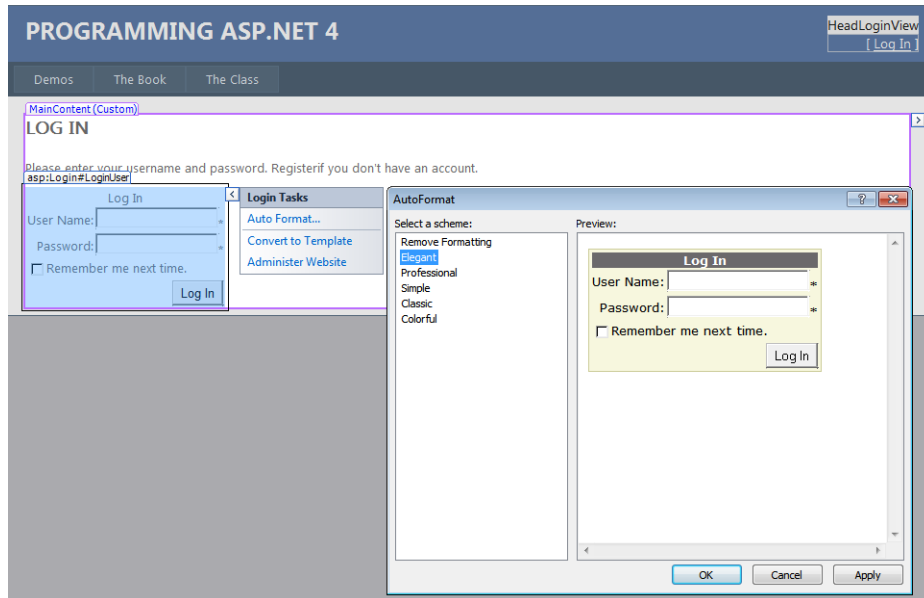 PROGRAMMING ASP.NET 4
HeadLoginView
[ Log In ]
Demos The Book The Class
MainContent (Custom)
LOG IN
Please enter your username and password. Registerif you don't have an account.
asp:Login#LoginUser
Log In
User Name: *
Password: *
Remember me next time.
Log In
Login Tasks
Auto Format...
Convert to Template
Administer Website
AutoFormat
Select a scheme:
Remove Formatting
Elegant
Professional
Simple
Classic
Colorful
Preview:
Log In
User Name: *
Password: *
Remember me next time.
Log In
OK Cancel Apply